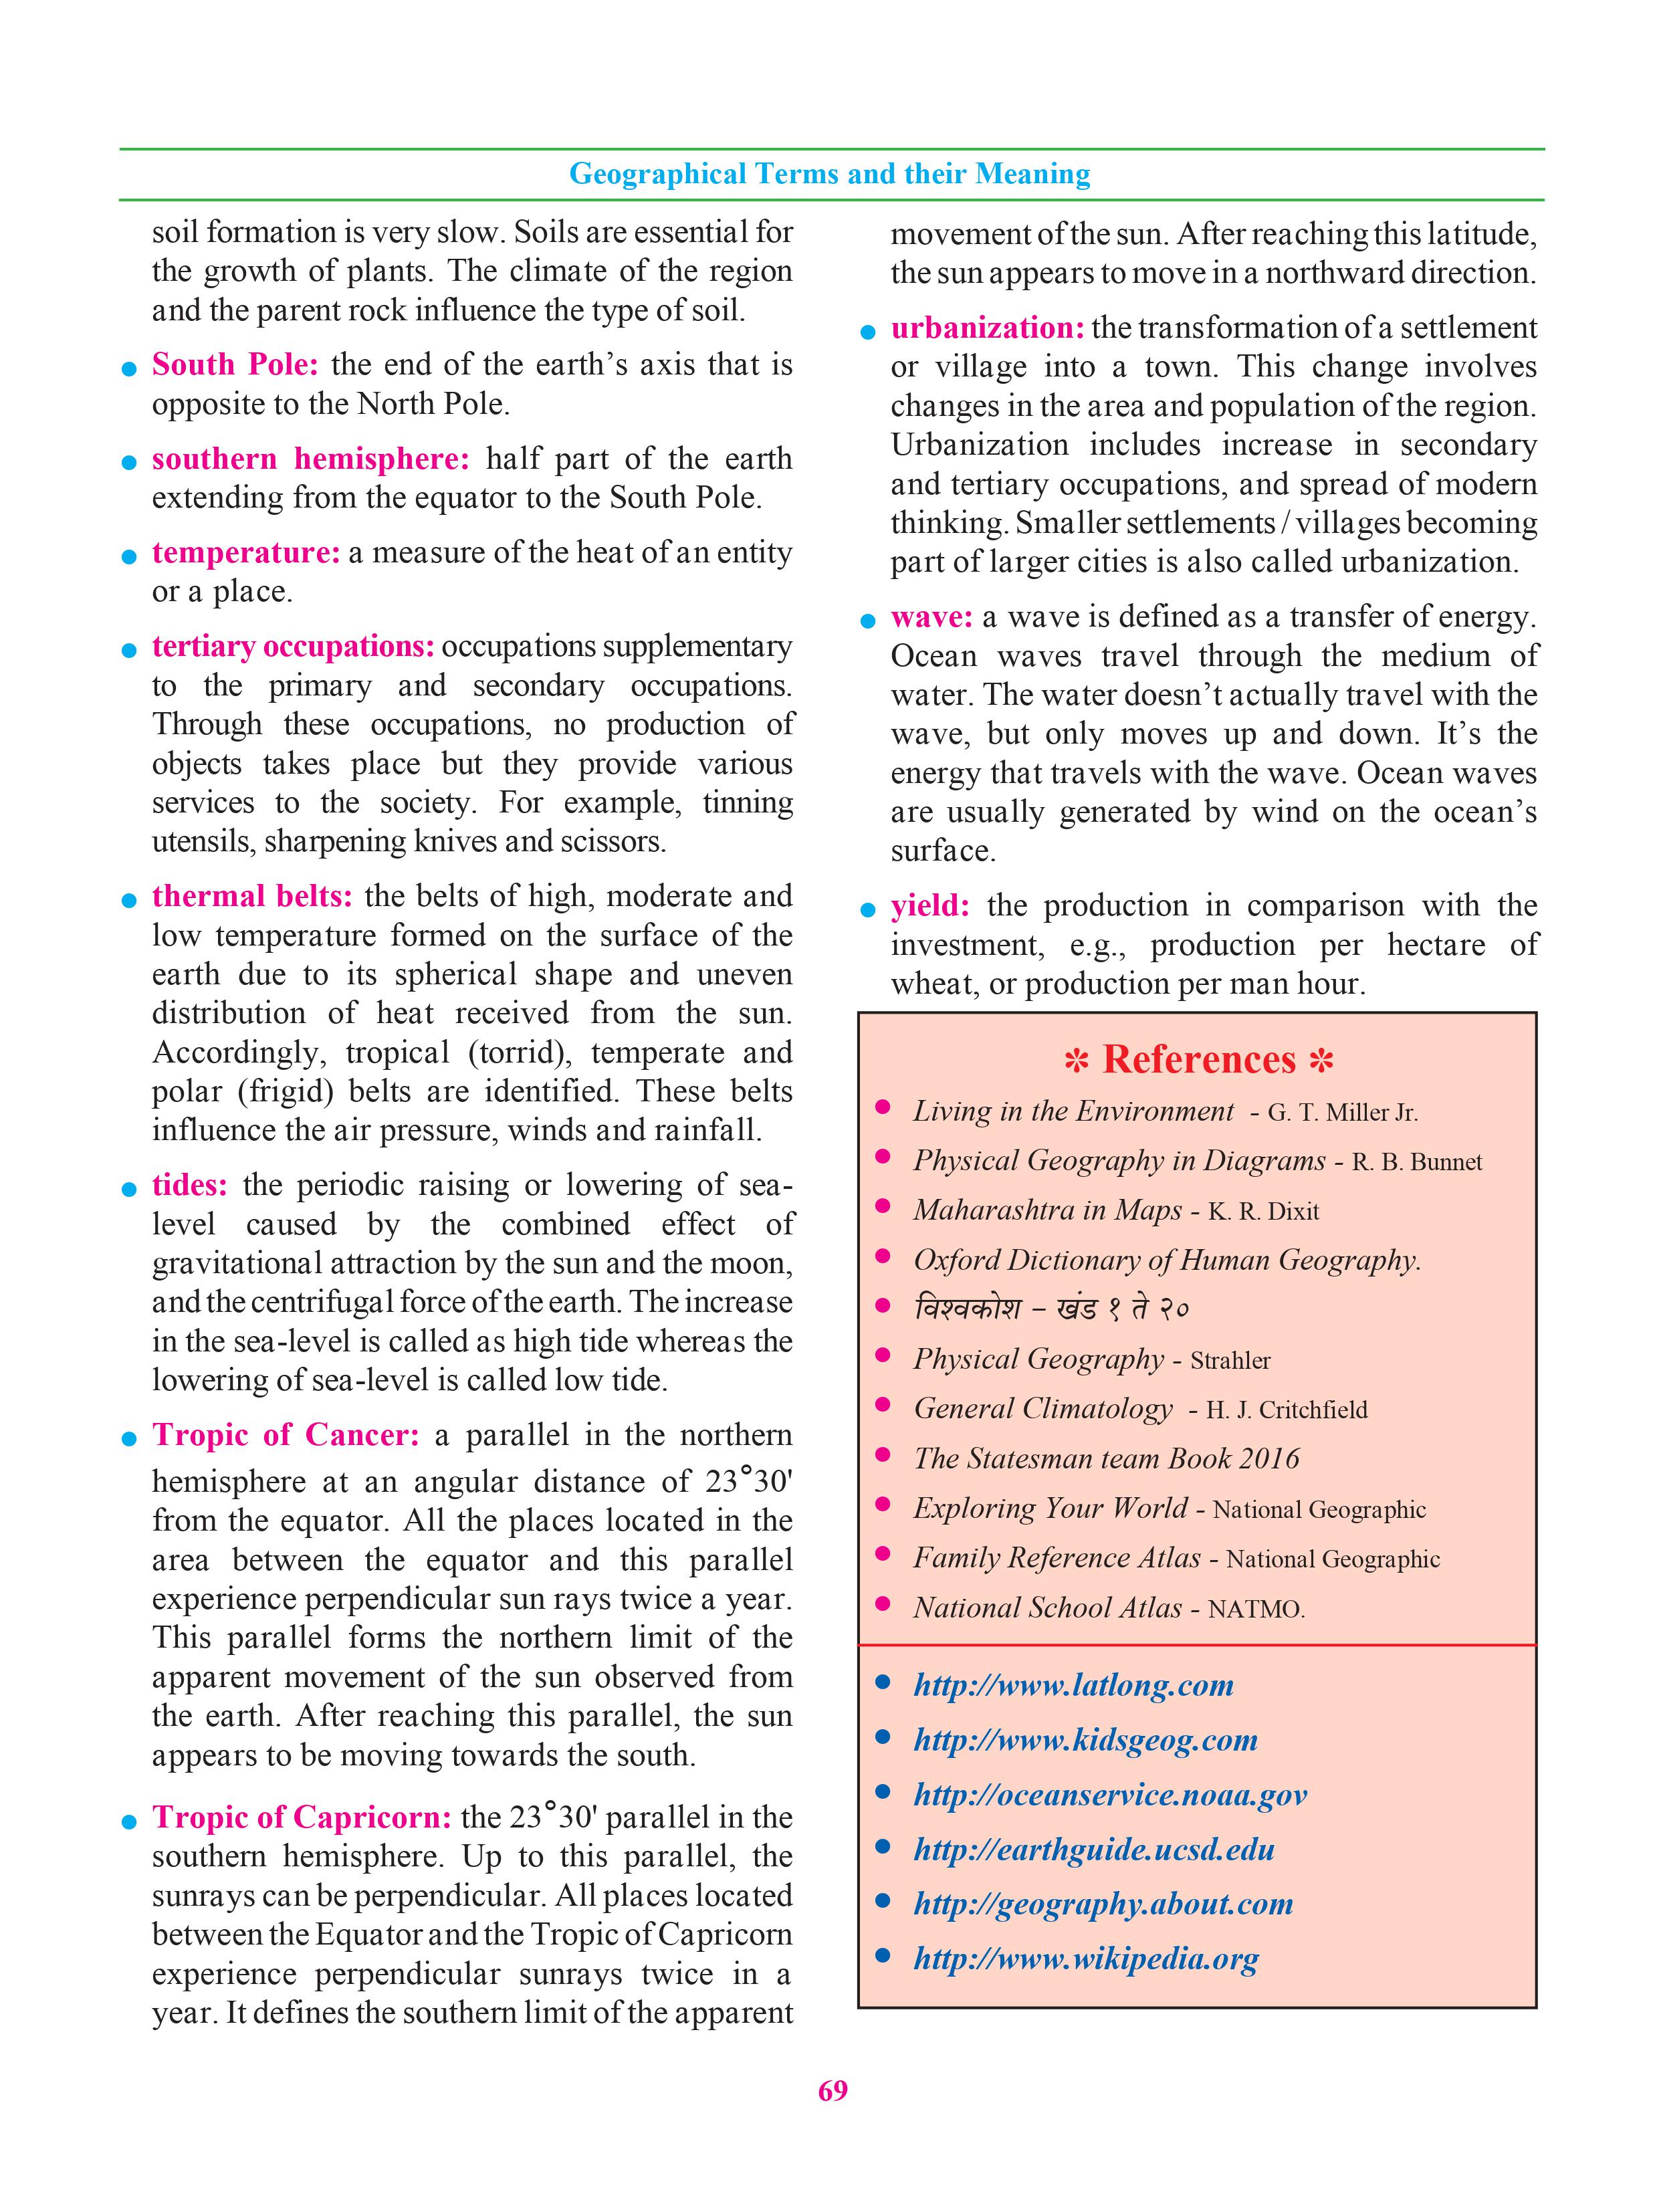 Geographical Terms and their Meaning
soil formation is very slow. Soils are essential for
the growth of plants. The climate of the region
and the parent rock influence the type of soil.
• South Pole: the end of the earth’s axis that is
opposite to the North Pole.
• southern hemisphere: half part of the earth
extending from the equator to the South Pole.
• temperature: a measure of the heat of an entity
or a place.
• tertiary occupations: occupations supplementary
to the primary and secondary occupations.
Through these occupations, no production of
objects takes place but they provide various
services to the society. For example, tinning
utensils, sharpening knives and scissors.
• thermal belts: the belts of high, moderate and
low temperature formed on the surface of the
earth due to its spherical shape and uneven
distribution of heat received from the sun.
Accordingly, tropical (torrid), temperate and
polar (frigid) belts are identified. These belts
influence the air pressure, winds and rainfall.
• tides: the periodic raising or lowering of sea-
level caused by the combined effect of
gravitational attraction by the sun and the moon,
and the centrifugal force of the earth. The increase
in the sea-level is called as high tide whereas the
lowering of sea-level is called low tide.
• Tropic of Cancer: a parallel in the northern
hemisphere at an angular distance of 23°30'
from the equator. All the places located in the
area between the equator and this parallel
experience perpendicular sun rays twice a year.
This parallel forms the northern limit of the
apparent movement of the sun observed from
the earth. After reaching this parallel, the sun
appears to be moving towards the south.
• Tropic of Capricorn: the 23°30' parallel in the
southern hemisphere. Up to this parallel, the
sunrays can be perpendicular. All places located
between the Equator and the Tropic of Capricorn
experience perpendicular sunrays twice in a
year. It defines the southern limit of the apparent
movement of the sun. After reaching this latitude,
the sun appears to move in a northward direction.
• urbanization: the transformation of a settlement
or village into a town. This change involves
changes in the area and population of the region.
Urbanization includes increase in secondary
and tertiary occupations, and spread of modern
thinking. Smaller settlements / villages becoming
part of larger cities is also called urbanization.
• wave: a wave is defined as a transfer of energy.
Ocean waves travel through the medium of
water. The water doesn’t actually travel with the
wave, but only moves up and down. It’s the
energy that travels with the wave. Ocean waves
are usually generated by wind on the ocean’s
surface.
• yield: the production in comparison with the
investment, e.g., production per hectare of
wheat, or production per man hour.
* References *
• Living in the Environment - G. T. Miller Jr.
• Physical Geography in Diagrams - R. B. Bunnet
• Maharashtra in Maps - K. R. Dixit
• Oxford Dictionary of Human Geography.
• विश्वकोश – खंड १ ते २०
• Physical Geography - Strahler
• General Climatology - H. J. Critchfield
• The Statesman team Book 2016
• Exploring Your World - National Geographic
• Family Reference Atlas - National Geographic
• National School Atlas - NATMO.
• http://www.latlong.com
• http://www.kidsgeog.com
• http://oceanservice.noaa.gov
• http://earthguide.ucsd.edu
• http://geography.about.com
• http://www.wikipedia.org
69